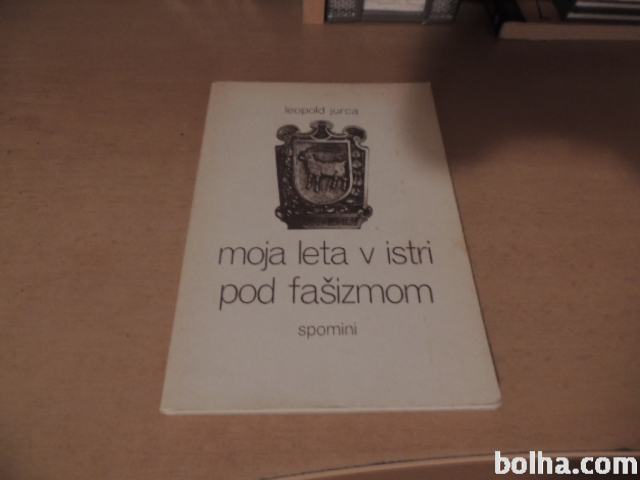 leopold jurca
moja leta v istri
pod fašizmom
spomini
bolha.com